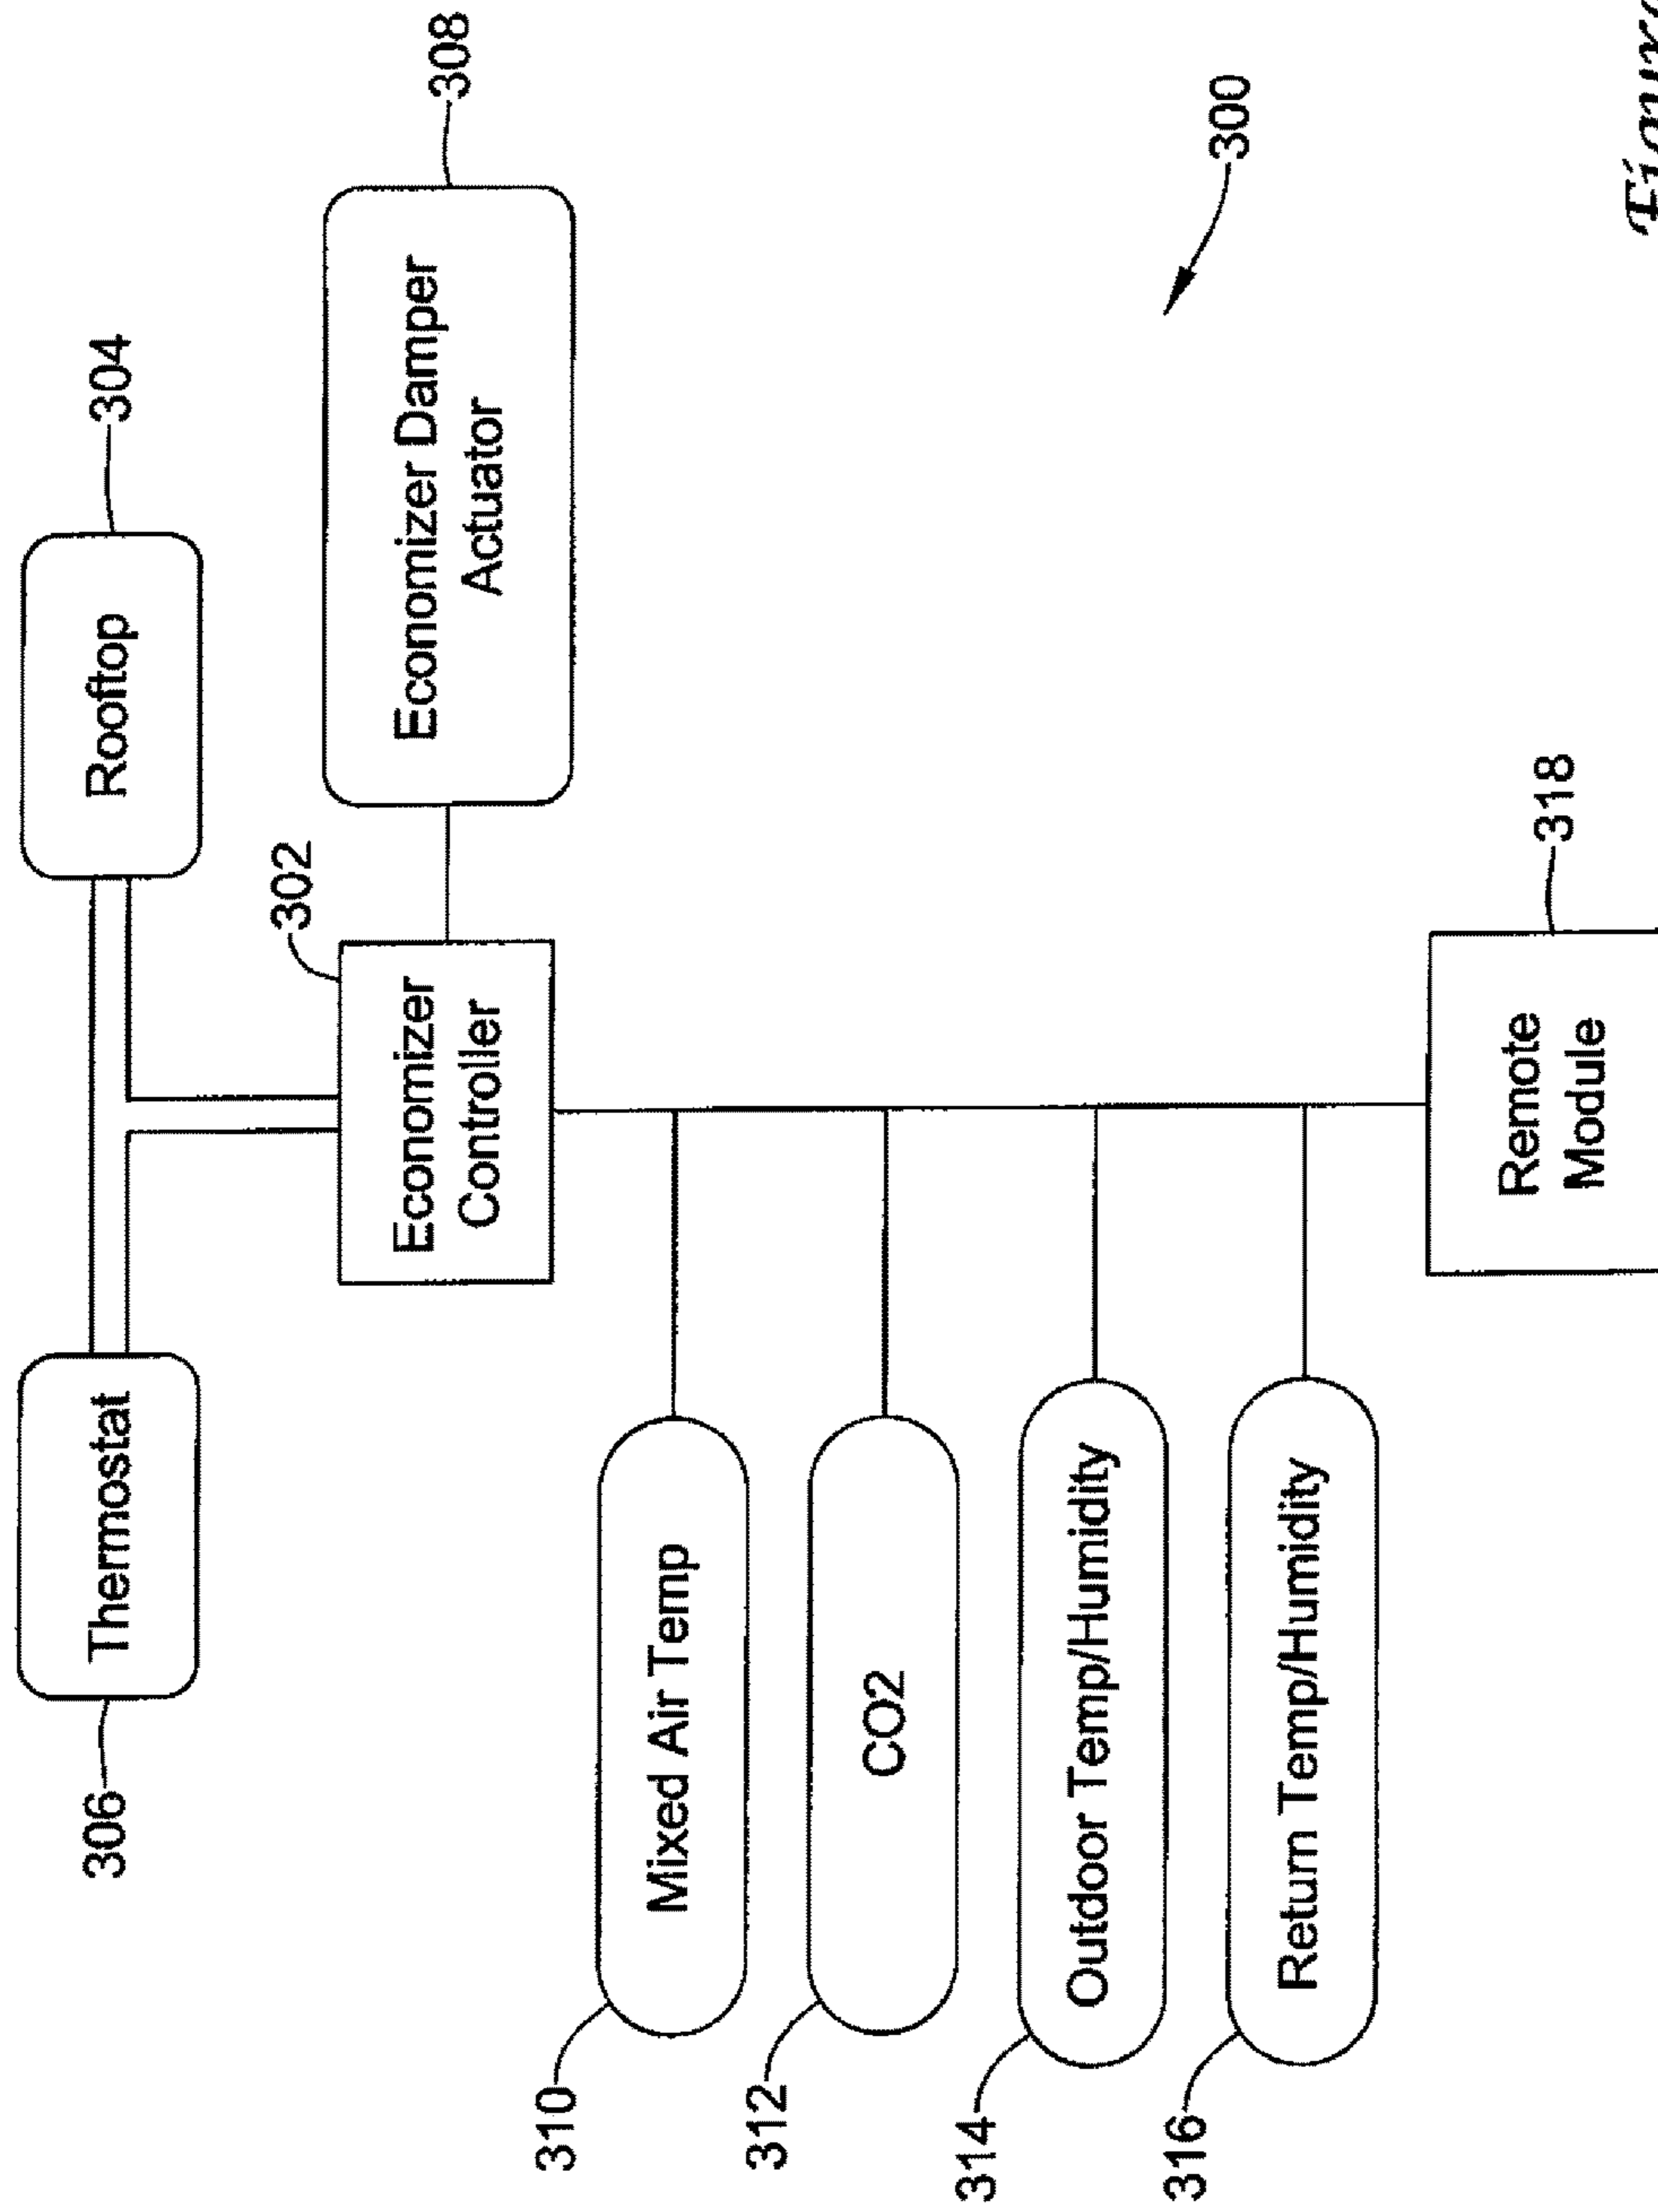 306
Thermostat
Rooftop
304
302
Economizer
Controller
Economizer Damper
Actuator
308
310
Mixed Air Temp
312
CO2
314
Outdoor Temp/Humidity
300
316
Return Temp/Humidity
Remote
Module
318